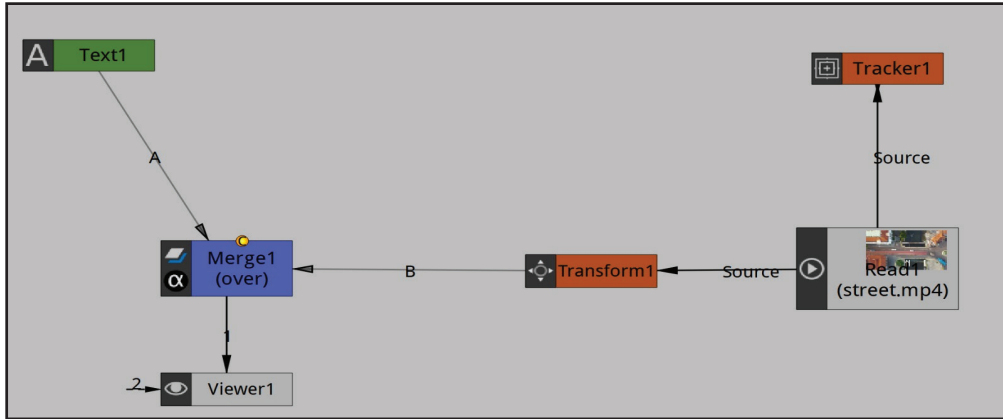 A Text1
Tracker1
A
Source
Merge1
(over)
α
B
Transform1
Source
Read1
(street.mp4)
1
2
Viewer1